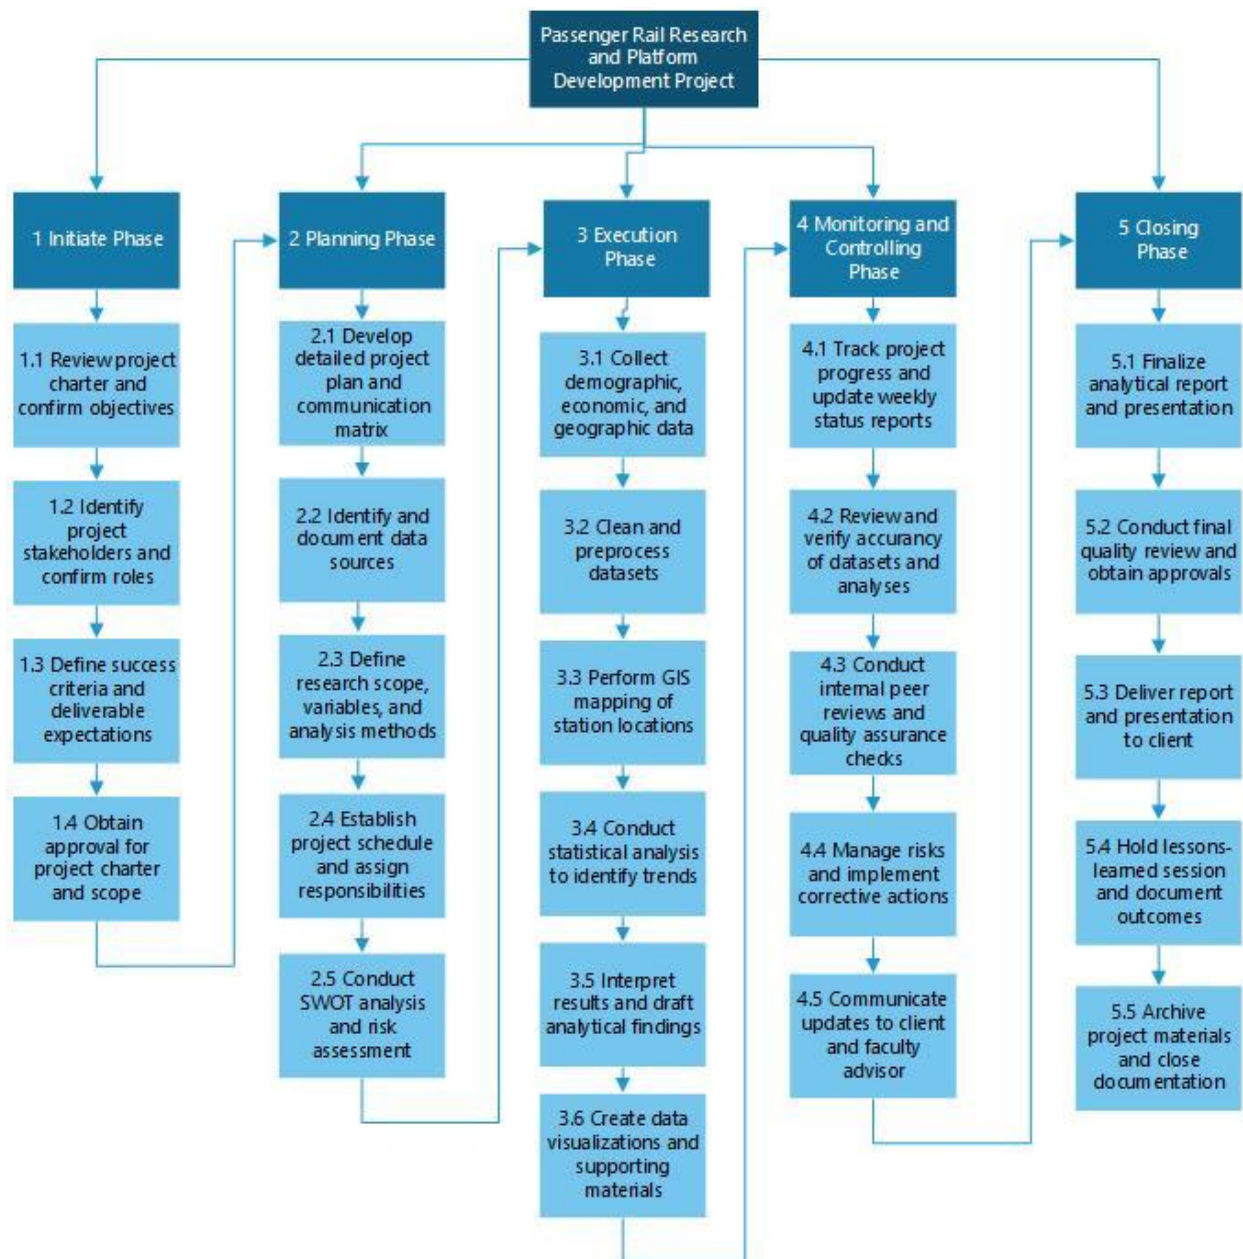 Passenger Rail Research
and Platform
Development Project
1 Initiate Phase
1.1 Review project
charter and
confirm objectives
1.2 Identify
project
stakeholders and
confirm roles
1.3 Define success
criteria and
deliverable
expectations
1.4 Obtain
approval for
project charter
and scope
2 Planning Phase
2.1 Develop
detailed project
plan and
communication
matrix
2.2 Identify and
document data
sources
2.3 Define
research scope,
variables, and
analysis methods
2.4 Establish
project schedule
and assign
responsibilities
2.5 Conduct
SWOT analysis
and risk
assessment
3 Execution
Phase
3.1 Collect
demographic,
economic, and
geographic data
3.2 Clean and
preprocess
datasets
3.3 Perform GIS
mapping of
station locations
3.4 Conduct
statistical analysis
to identify trends
3.5 Interpret
results and draft
analytical findings
3.6 Create data
visualizations and
supporting
materials
4 Monitoring and
Controlling
Phase
4.1 Track project
progress and
update weekly
status reports
4.2 Review and
verify accurancy
of datasets and
analyses
4.3 Conduct
internal peer
reviews and
quality assurance
checks
4.4 Manage risks
and implement
corrective actions
4.5 Communicate
updates to client
and faculty
advisor
5 Closing
Phase
5.1 Finalize
analytical report
and presentation
5.2 Conduct final
quality review and
obtain approvals
5.3 Deliver report
and presentation
to client
5.4 Hold lessons-
learned session
and document
outcomes
5.5 Archive
project materials
and close
documentation